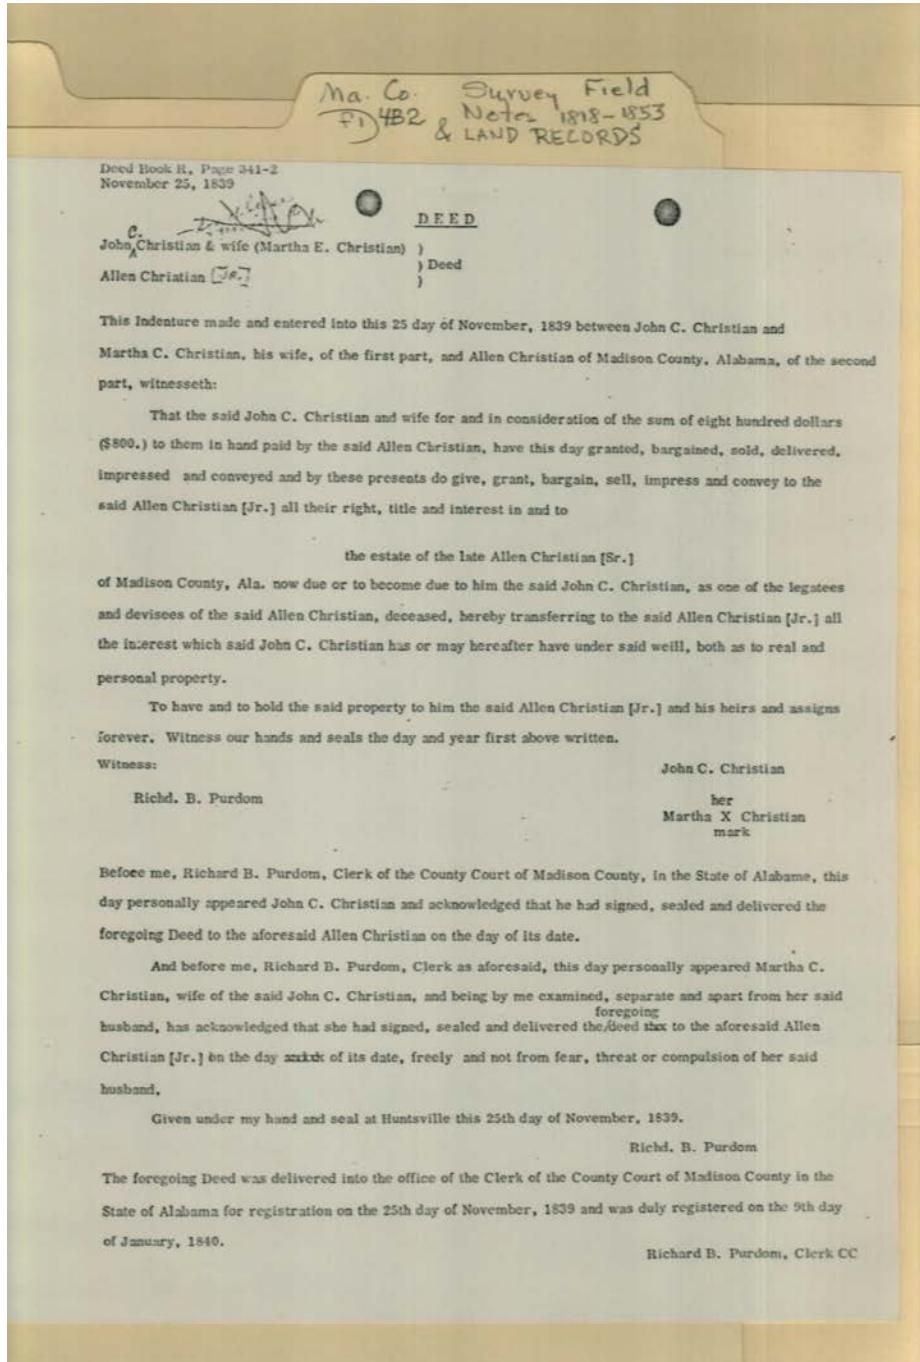 Ma. Co. Survey Field
F1) 4B2 & Notes 1818-1853
& LAND RECORDS
Deed Book R, Page 341-2
November 25, 1839
DEED
C.
John Christian & wife (Martha E. Christian) )
) Deed
Allen Christian [Jr.] )
This Indenture made and entered into this 25 day of November, 1839 between John C. Christian and
Martha C. Christian, his wife, of the first part, and Allen Christian of Madison County, Alabama, of the second
part, witnesseth:
That the said John C. Christian and wife for and in consideration of the sum of eight hundred dollars
($800.) to them in hand paid by the said Allen Christian, have this day granted, bargained, sold, delivered,
impressed and conveyed and by these presents do give, grant, bargain, sell, impress and convey to the
said Allen Christian [Jr.] all their right, title and interest in and to
the estate of the late Allen Christian [Sr.]
of Madison County, Ala. now due or to become due to him the said John C. Christian, as one of the legatees
and devisees of the said Allen Christian, deceased, hereby transferring to the said Allen Christian [Jr.] all
the interest which said John C. Christian has or may hereafter have under said weill, both as to real and
personal property.
To have and to hold the said property to him the said Allen Christian [Jr.] and his heirs and assigns
forever. Witness our hands and seals the day and year first above written.
Witness: John C. Christian
Richd. B. Purdom her
Martha X Christian
mark
Before me, Richard B. Purdom, Clerk of the County Court of Madison County, in the State of Alabame, this
day personally appeared John C. Christian and acknowledged that he had signed, sealed and delivered the
foregoing Deed to the aforesaid Allen Christian on the day of its date.
And before me, Richard B. Purdom, Clerk as aforesaid, this day personally appeared Martha C.
Christian, wife of the said John C. Christian, and being by me examined, separate and apart from her said
foregoing
husband, has acknowledged that she had signed, sealed and delivered the/deed to the aforesaid Allen
Christian [Jr.] on the day of its date, freely and not from fear, threat or compulsion of her said
husband,
Given under my hand and seal at Huntsville this 25th day of November, 1839.
Richd. B. Purdom
The foregoing Deed was delivered into the office of the Clerk of the County Court of Madison County in the
State of Alabama for registration on the 25th day of November, 1839 and was duly registered on the 9th day
of January, 1840.
Richard B. Purdom, Clerk CC